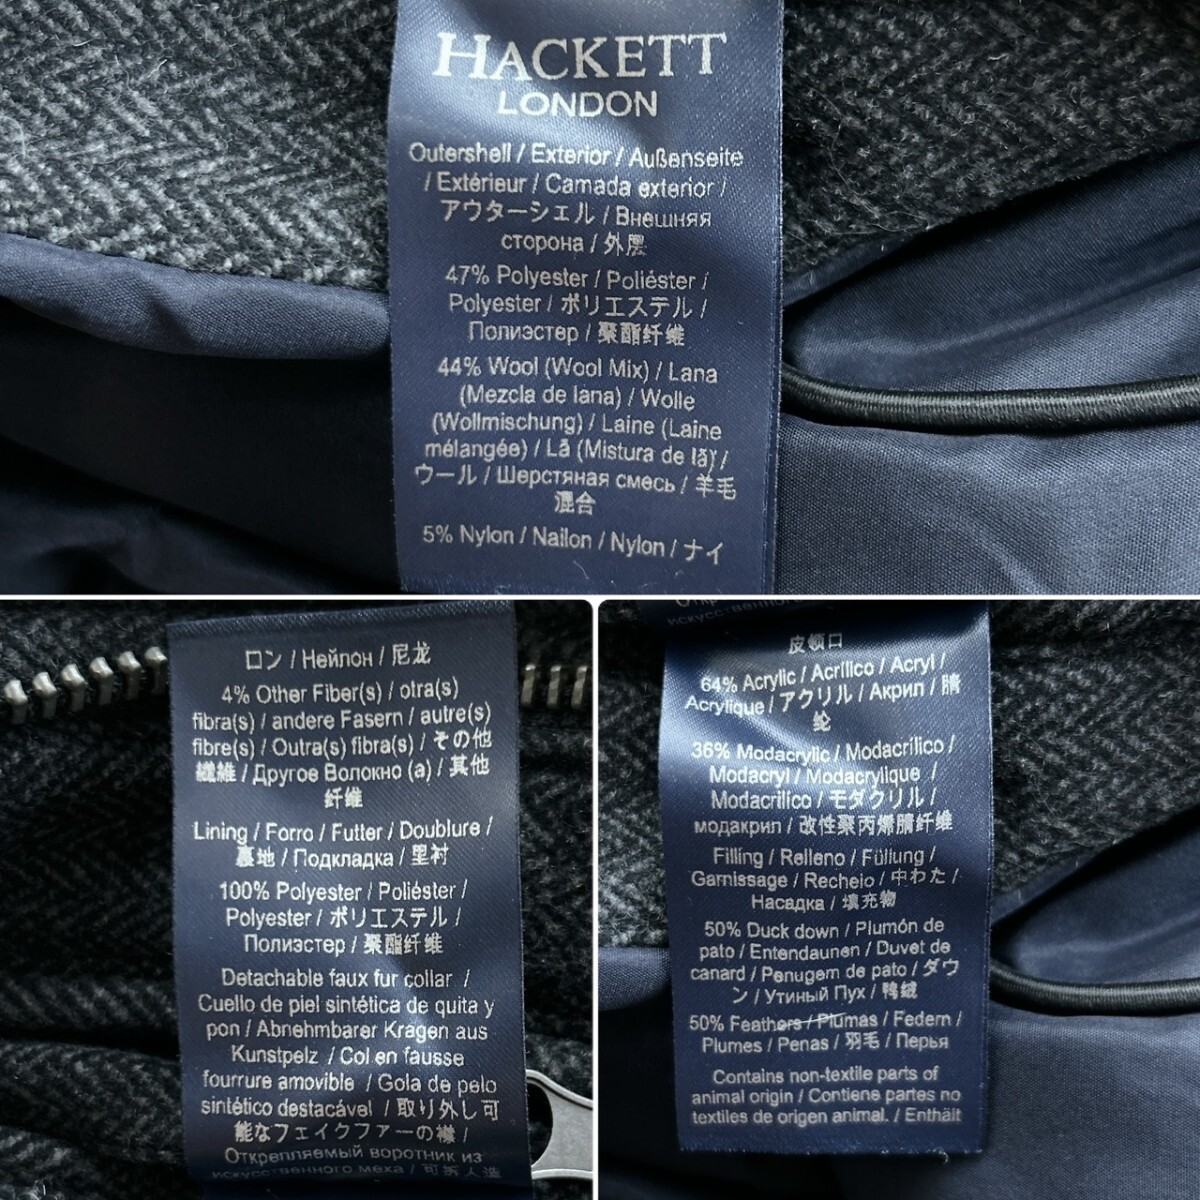 HACKETT
LONDON
Outershell / Exterior / Außenseite
/ Extérieur / Camada exterior /
アウターシェル / Внешняя
сторона / 外层
47% Polyester / Poliéster /
Polyester / ポリエステル /
Полиэстер / 聚酯纤维
44% Wool (Wool Mix) / Lana
(Mezcla de lana) / Wolle
(Wollmischung) / Laine (Laine
mélangée) / Lã (Mistura de lã) /
ウール / Шерстяная смесь / 羊毛
混合
5% Nylon / Nailon / Nylon / ナイ
ロン / Нейлон / 尼龙
4% Other Fiber(s) / otra(s)
fibra(s) / andere Fasern / autre(s)
fibre(s) / Outra(s) fibra(s) / その他
繊維 / Другое Волокно (а) / 其他
纤维
Lining / Forro / Futter / Doublure /
裏地 / Подкладка / 里衬
100% Polyester / Poliéster /
Polyester / ポリエステル /
Полиэстер / 聚酯纤维
Detachable faux fur collar /
Cuello de piel sintética de quita y
pon / Abnehmbarer Kragen aus
Kunstpelz / Col en fausse
fourrure amovible / Gola de pelo
sintético destacável / 取り外し可
能なフェイクファーの襟 /
Открепляемый воротник из
искусственного меха / 可拆人造
искусственного меха
皮领口
64% Acrylic / Acrílico / Acryl /
Acrylique / アクリル / Акрил / 腈
纶
36% Modacrylic / Modacrílico /
Modacryl / Modacrylique /
Modacrilico / モダクリル /
модакрил / 改性聚丙烯腈纤维
Filling / Relleno / Füllung /
Garnissage / Recheio / 中わた /
Насадка / 填充物
50% Duck down / Plumón de
pato / Entendaunen / Duvet de
canard / Penugem de pato / ダウ
ン / Утиный Пух / 鸭绒
50% Feathers / Plumas / Federn /
Plumes / Penas / 羽毛 / Перья
Contains non-textile parts of
animal origin / Contiene partes no
textiles de origen animal. / Enthält